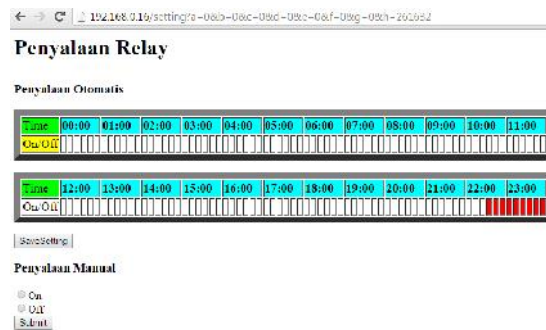 192.168.0.16/setting?a=0&b=0&c=0&d=0&e=0&f=0&g=0&h=261632
Penyalaan Relay
Penyalaan Otomatis
Time 00:00 01:00 02:00 03:00 04:00 05:00 06:00 07:00 08:00 09:00 10:00 11:00
On/Off
Time 12:00 13:00 14:00 15:00 16:00 17:00 18:00 19:00 20:00 21:00 22:00 23:00
On/Off
SaveSetting
Penyalaan Manual
On
Off
Submit